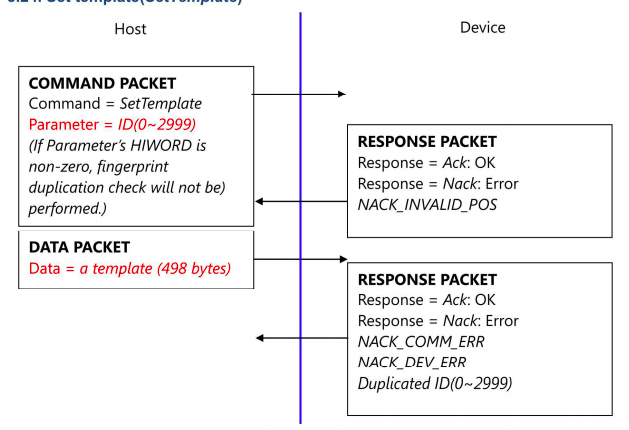 Host
Device
COMMAND PACKET
Command = SetTemplate
Parameter = ID(0~2999)
(If Parameter's HIWORD is
non-zero, fingerprint
duplication check will not be)
performed.)
RESPONSE PACKET
Response = Ack: OK
Response = Nack: Error
NACK_INVALID_POS
DATA PACKET
Data = a template (498 bytes)
RESPONSE PACKET
Response = Ack: OK
Response = Nack: Error
NACK_COMM_ERR
NACK_DEV_ERR
Duplicated ID(0~2999)